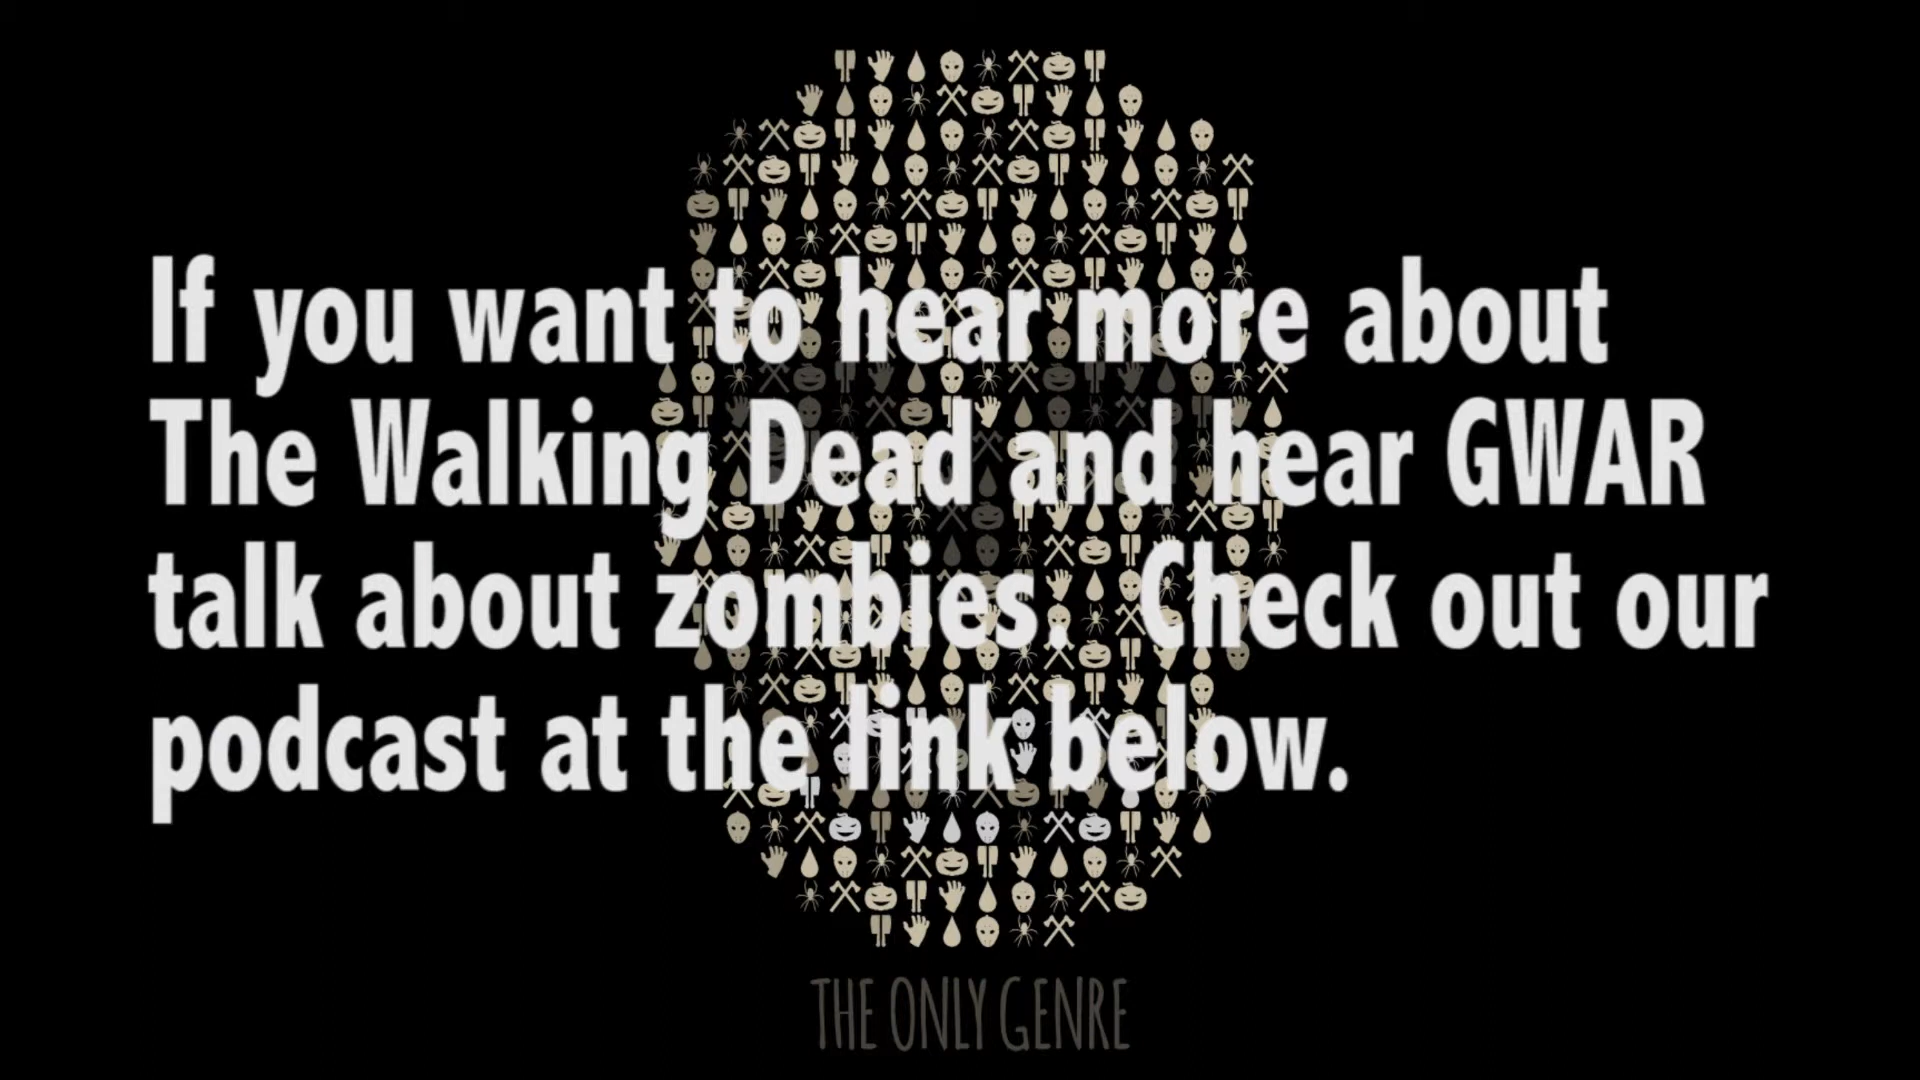 If you want to hear more about
The Walking Dead and hear GWAR
talk about zombies. Check out our
podcast at the link below.
THE ONLY GENRE